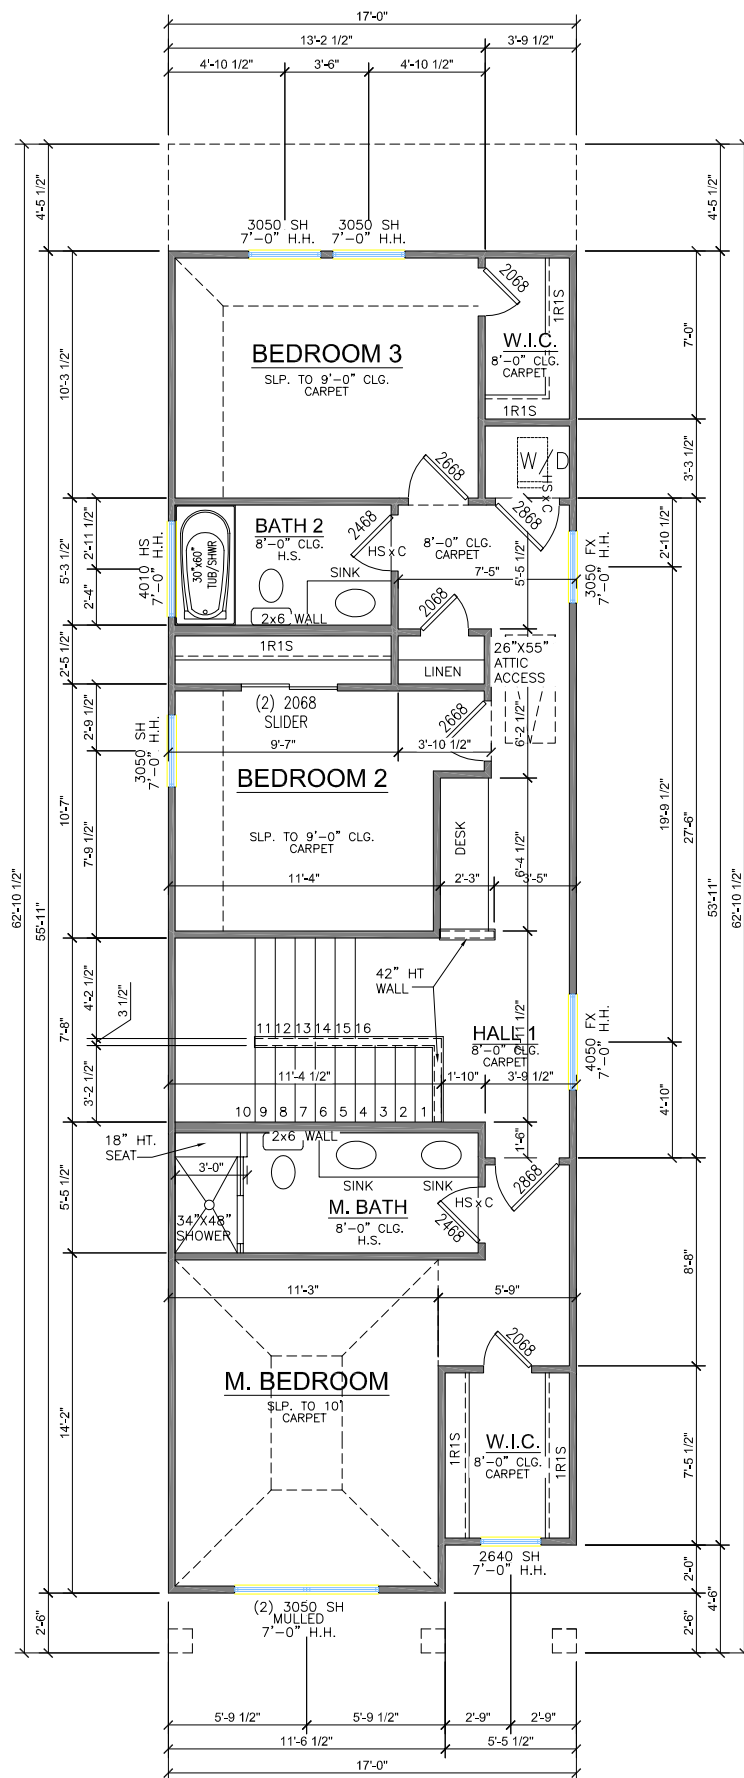 17'-0"
13'-2 1/2" 3'-9 1/2"
4'-10 1/2" 3'-6" 4'-10 1/2"
4'-5 1/2" 4'-5 1/2"
3050 SH 3050 SH
7'-0" H.H. 7'-0" H.H.
2068
1R1S
BEDROOM 3
SLP. TO 9'-0" CLG.
CARPET
W.I.C.
8'-0" CLG.
CARPET
1R1S
10'-3 1/2"
7'-0"
3'-3 1/2"
W/D
HS x C
2668
2868
BATH 2
8'-0" CLG.
H.S.
2468
HS x C
8'-0" CLG.
CARPET
30"x60"
TUB/SHWR
SINK
7'-5"
5'-5 1/2"
4010 HS
7'-0" H.H.
3050 FX
7'-0" H.H.
2'-11 1/2"
5'-3 1/2"
2'-4"
2'-10 1/2"
2x6 WALL
2068
1R1S
LINEN
26"X55"
ATTIC
ACCESS
2'-5 1/2"
(2) 2068
SLIDER
2668
6'-2 1/2"
9'-7" 3'-10 1/2"
3050 SH
7'-0" H.H.
2'-9 1/2"
BEDROOM 2
SLP. TO 9'-0" CLG.
CARPET
DESK
6'-4 1/2"
10'-7"
7'-9 1/2"
19'-9 1/2"
27'-6"
11'-4" 2'-3" 3'-5"
62'-10 1/2"
55'-11"
53'-11"
62'-10 1/2"
42" HT
WALL
4'-2 1/2"
3 1/2"
7'-8"
3'-2 1/2"
11 12 13 14 15 16
HALL 1
8'-0" CLG.
CARPET
7'-11 1/2"
4050 FX
7'-0" H.H.
4'-10"
11'-4 1/2" 1'-10" 3'-9 1/2"
10 9 8 7 6 5 4 3 2 1
1'-6"
18" HT.
SEAT
2x6 WALL
3'-0"
SINK SINK
2868
M. BATH
8'-0" CLG.
H.S.
HS x C
2468
34"X48"
SHOWER
5'-5 1/2"
8'-8"
11'-3" 5'-9"
2068
M. BEDROOM
SLP. TO 10'
CARPET
14'-2"
1R1S
W.I.C.
8'-0" CLG.
CARPET
1R1S
7'-5 1/2"
2640 SH
7'-0" H.H.
2'-0"
4'-6"
(2) 3050 SH
MULLED
7'-0" H.H.
2'-6" 2'-6"
5'-9 1/2" 5'-9 1/2" 2'-9" 2'-9"
11'-6 1/2" 5'-5 1/2"
17'-0"